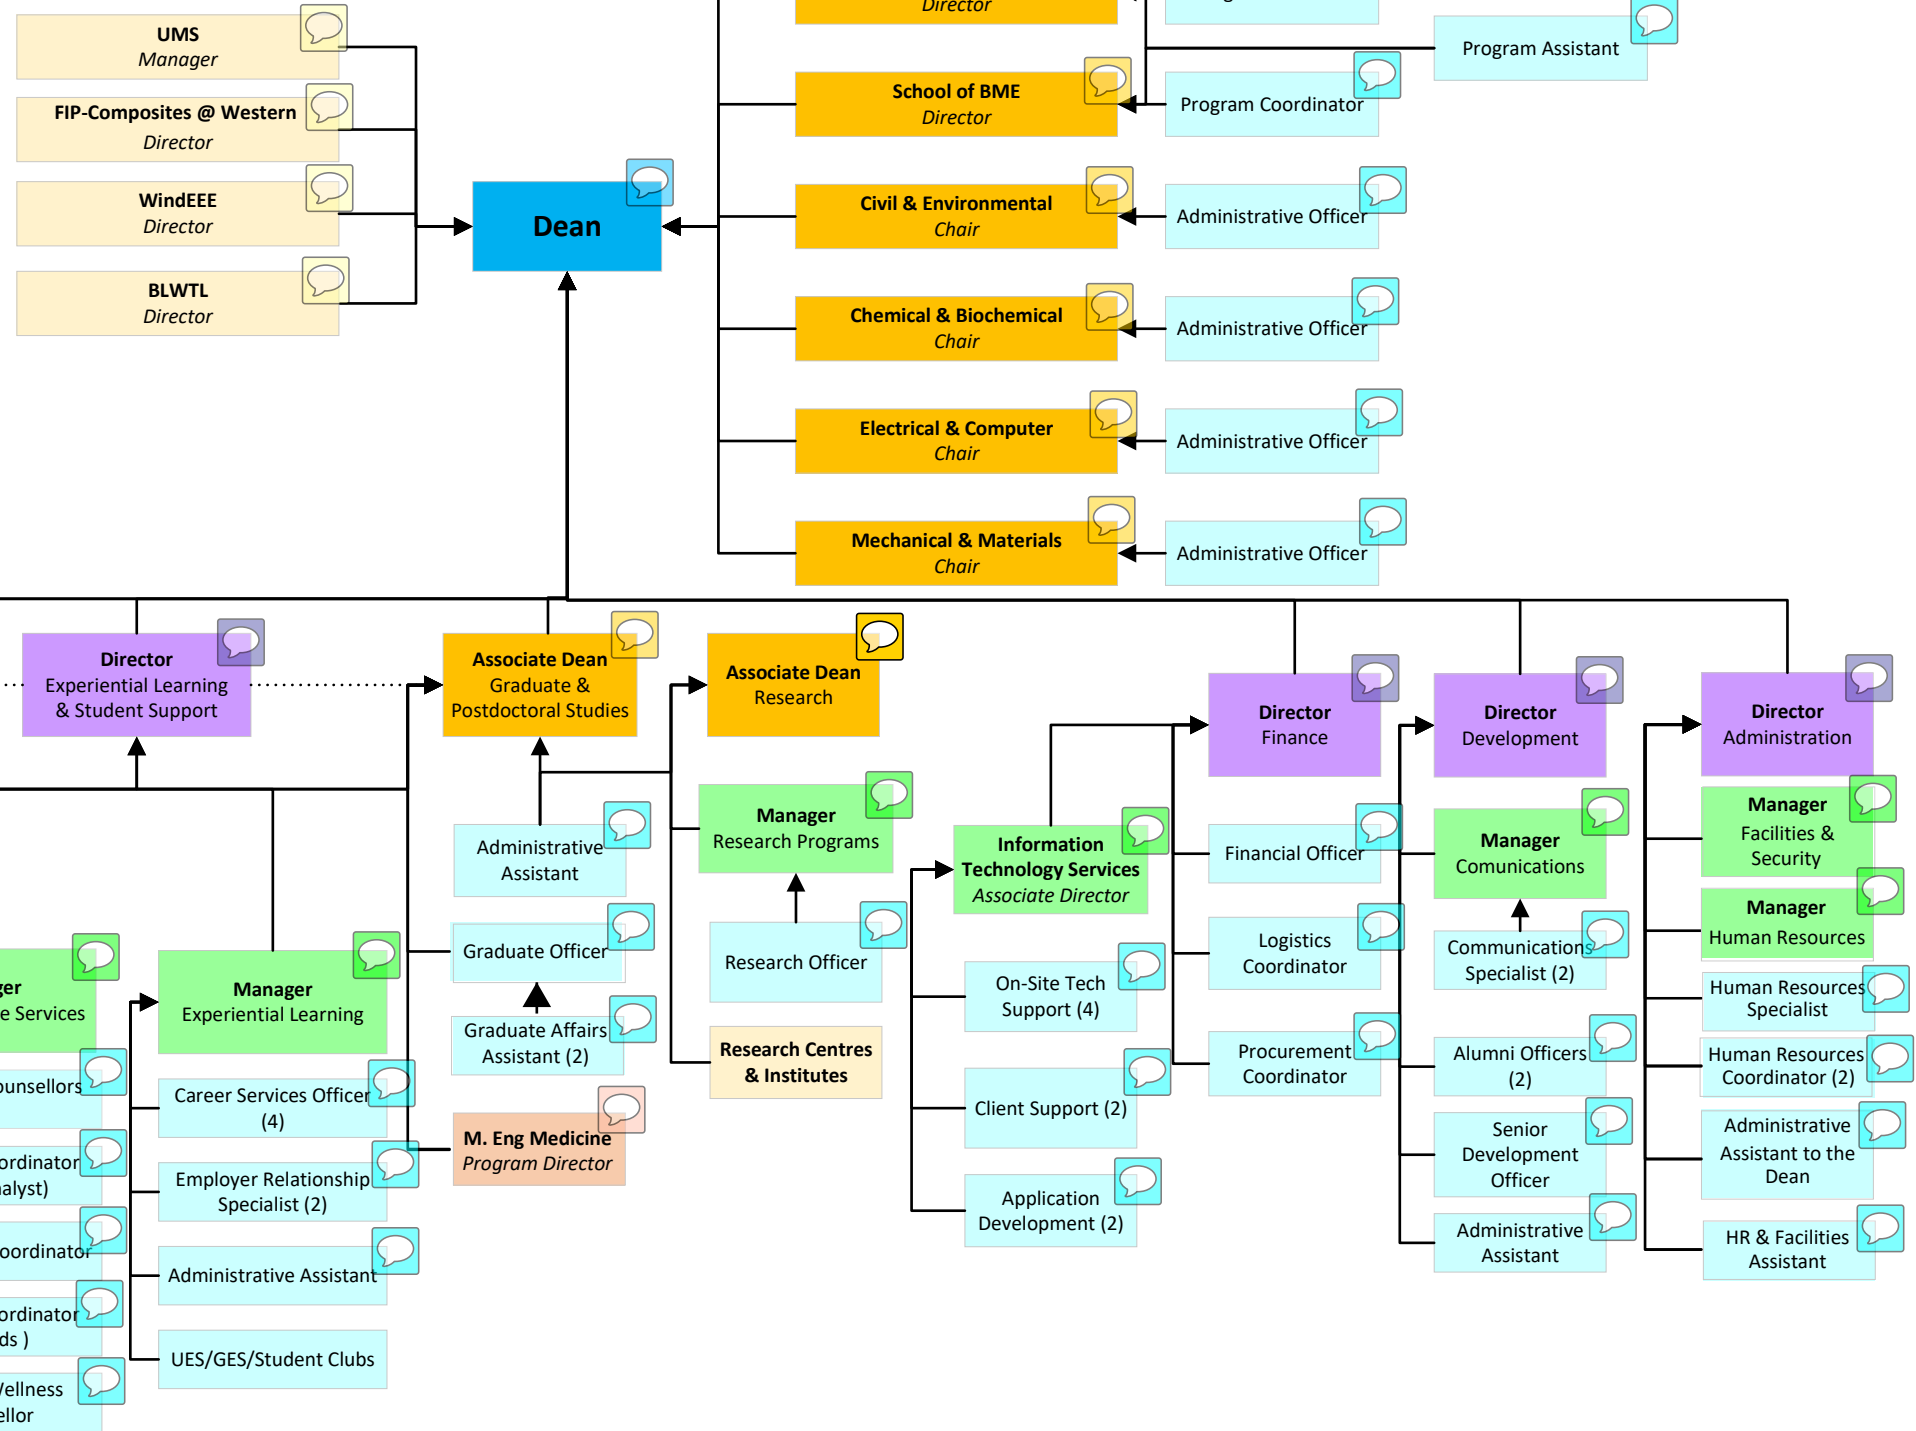 Director
UMS
Manager
FIP-Composites @ Western
Director
WindEEE
Director
BLWTL
Director
Dean
School of BME
Director
Civil & Environmental
Chair
Chemical & Biochemical
Chair
Electrical & Computer
Chair
Mechanical & Materials
Chair
Program Assistant
Program Coordinator
Administrative Officer
Administrative Officer
Administrative Officer
Administrative Officer
Director
Experiential Learning
& Student Support
Associate Dean
Graduate &
Postdoctoral Studies
Associate Dean
Research
Director
Finance
Director
Development
Director
Administration
Services
Manager
Experiential Learning
Career Services Officer
(4)
Employer Relationship
Specialist (2)
Administrative Assistant
UES/GES/Student Clubs
Administrative
Assistant
Graduate Officer
Graduate Affairs
Assistant (2)
M. Eng Medicine
Program Director
Manager
Research Programs
Research Officer
Research Centres
& Institutes
Information
Technology Services
Associate Director
On-Site Tech
Support (4)
Client Support (2)
Application
Development (2)
Financial Officer
Logistics
Coordinator
Procurement
Coordinator
Manager
Comunications
Communications
Specialist (2)
Alumni Officers
(2)
Senior
Development
Officer
Administrative
Assistant
Manager
Facilities &
Security
Manager
Human Resources
Human Resources
Specialist
Human Resources
Coordinator (2)
Administrative
Assistant to the
Dean
HR & Facilities
Assistant